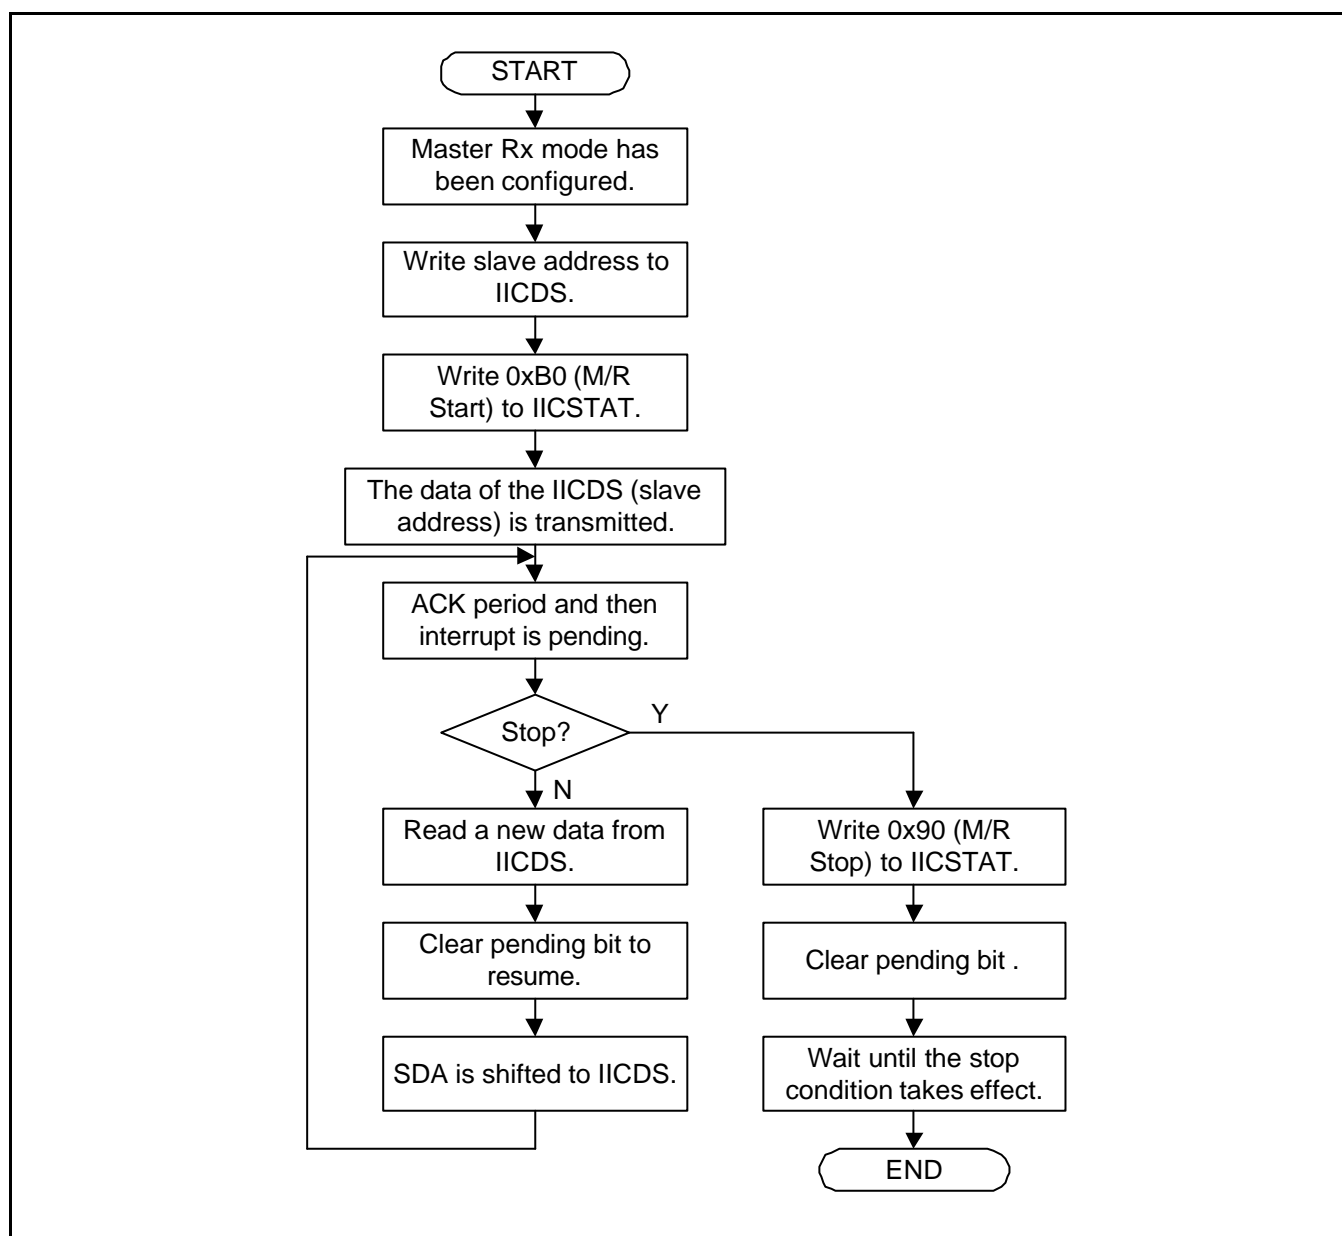 START
Master Rx mode has
been configured.
Write slave address to
IICDS.
Write 0xB0 (M/R
Start) to IICSTAT.
The data of the IICDS (slave
address) is transmitted.
ACK period and then
interrupt is pending.
Stop?
Y
N
Read a new data from
IICDS.
Clear pending bit to
resume.
SDA is shifted to IICDS.
Write 0x90 (M/R
Stop) to IICSTAT.
Clear pending bit .
Wait until the stop
condition takes effect.
END